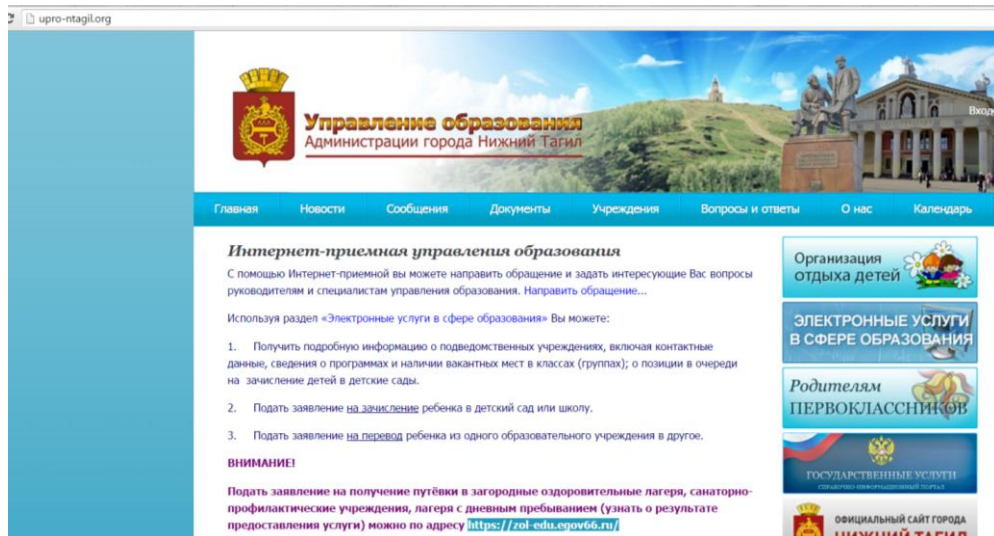 upro-ntagil.org
Управление образования
Администрации города Нижний Тагил
Главная Новости Сообщения Документы Учреждения Вопросы и ответы О нас Календарь
Интернет-приемная управления образования
С помощью Интернет-приемной вы можете направить обращение и задать интересующие Вас вопросы
руководителям и специалистам управления образования. Направить обращение...
Используя раздел «Электронные услуги в сфере образования» Вы можете:
1. Получить подробную информацию о подведомственных учреждениях, включая контактные
данные, сведения о программах и наличии вакантных мест в классах (группах); о позиции в очереди
на зачисление детей в детские сады.
2. Подать заявление на зачисление ребенка в детский сад или школу.
3. Подать заявление на перевод ребенка из одного образовательного учреждения в другое.
ВНИМАНИЕ!
Подать заявление на получение путёвки в загородные оздоровительные лагеря, санаторно-
профилактические учреждения, лагеря с дневным пребыванием (узнать о результате
предоставления услуги) можно по адресу https://zol-edu.egov66.ru/
Организация
отдыха детей
ЭЛЕКТРОННЫЕ УСЛУГИ
В СФЕРЕ ОБРАЗОВАНИЯ
Родителям
ПЕРВОКЛАССНИКОВ
ГОСУДАРСТВЕННЫЕ УСЛУГИ
СПРАВОЧНО-ИНФОРМАЦИОННЫЙ ПОРТАЛ
ОФИЦИАЛЬНЫЙ САЙТ ГОРОДА
НИЖНИЙ ТАГИЛ